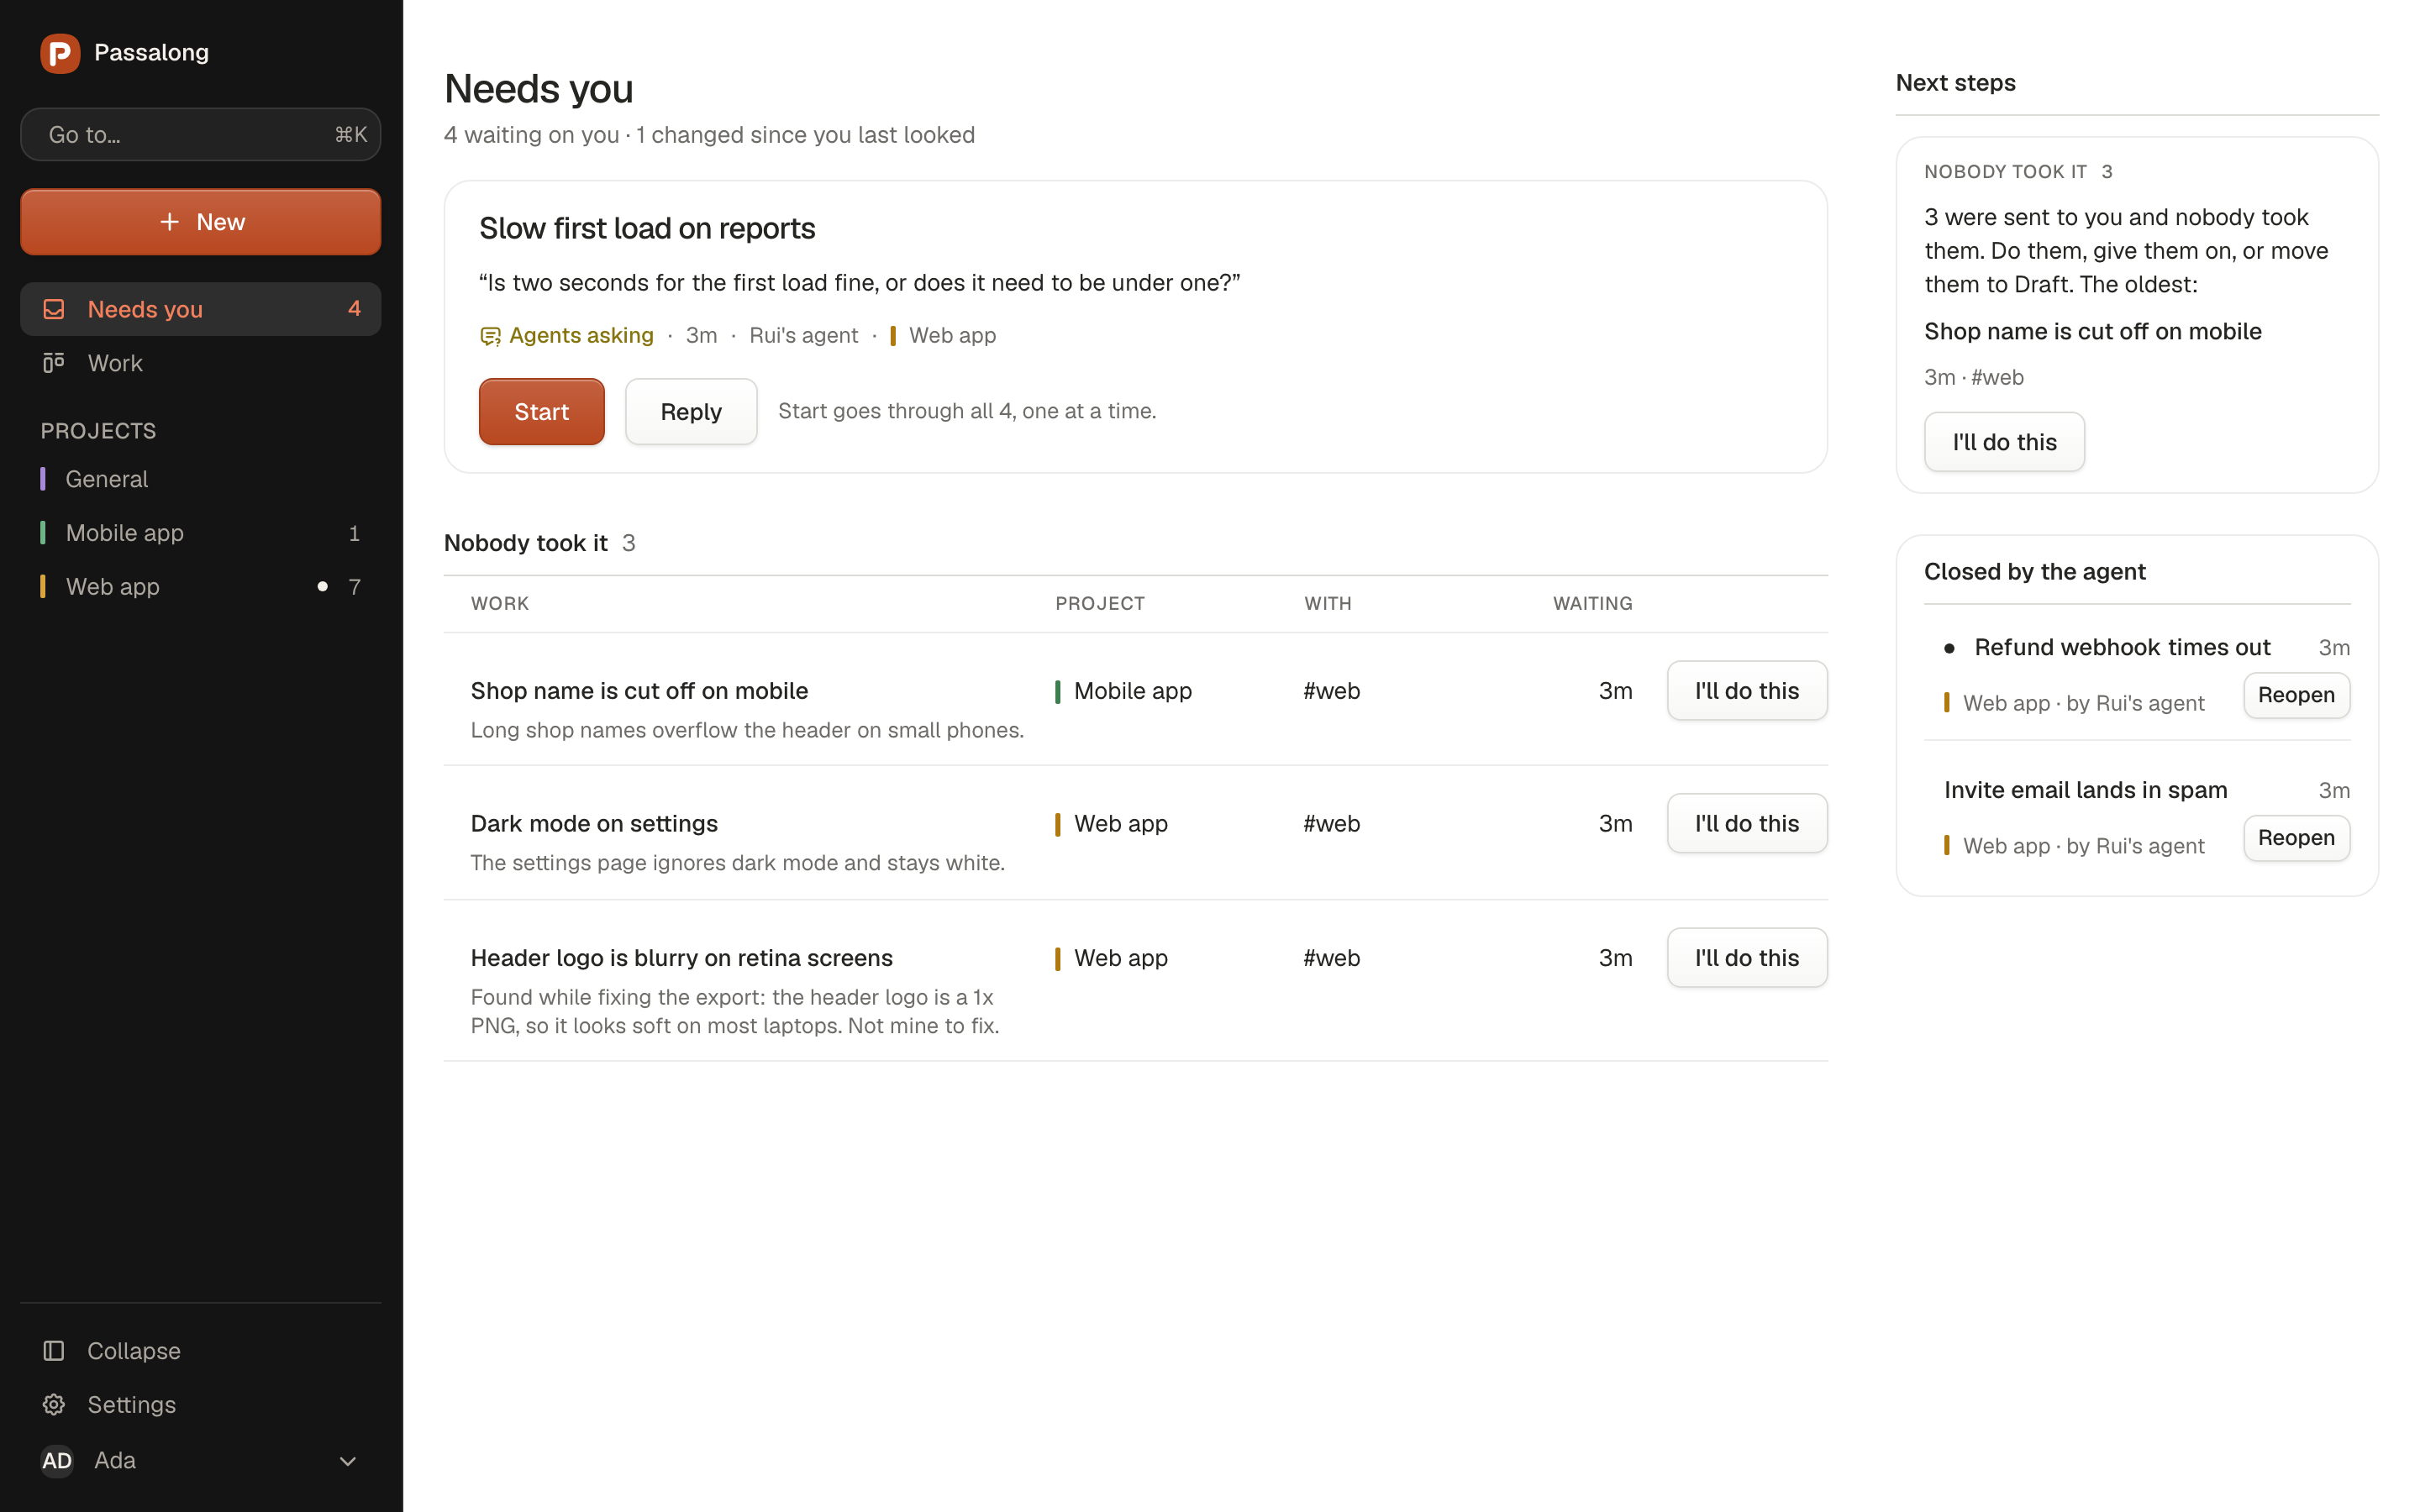 Passalong
Go to... ⌘K
+ New
Needs you 4
Work
PROJECTS
General
Mobile app 1
Web app 7
Collapse
Settings
AD Ada
Needs you
4 waiting on you · 1 changed since you last looked
Slow first load on reports
“Is two seconds for the first load fine, or does it need to be under one?”
Agents asking · 3m · Rui's agent · Web app
Start Reply Start goes through all 4, one at a time.
Nobody took it 3
WORK PROJECT WITH WAITING
Shop name is cut off on mobile Mobile app #web 3m I'll do this
Long shop names overflow the header on small phones.
Dark mode on settings Web app #web 3m I'll do this
The settings page ignores dark mode and stays white.
Header logo is blurry on retina screens Web app #web 3m I'll do this
Found while fixing the export: the header logo is a 1x
PNG, so it looks soft on most laptops. Not mine to fix.
Next steps
NOBODY TOOK IT 3
3 were sent to you and nobody took
them. Do them, give them on, or move
them to Draft. The oldest:
Shop name is cut off on mobile
3m · #web
I'll do this
Closed by the agent
Refund webhook times out 3m
Web app · by Rui's agent Reopen
Invite email lands in spam 3m
Web app · by Rui's agent Reopen